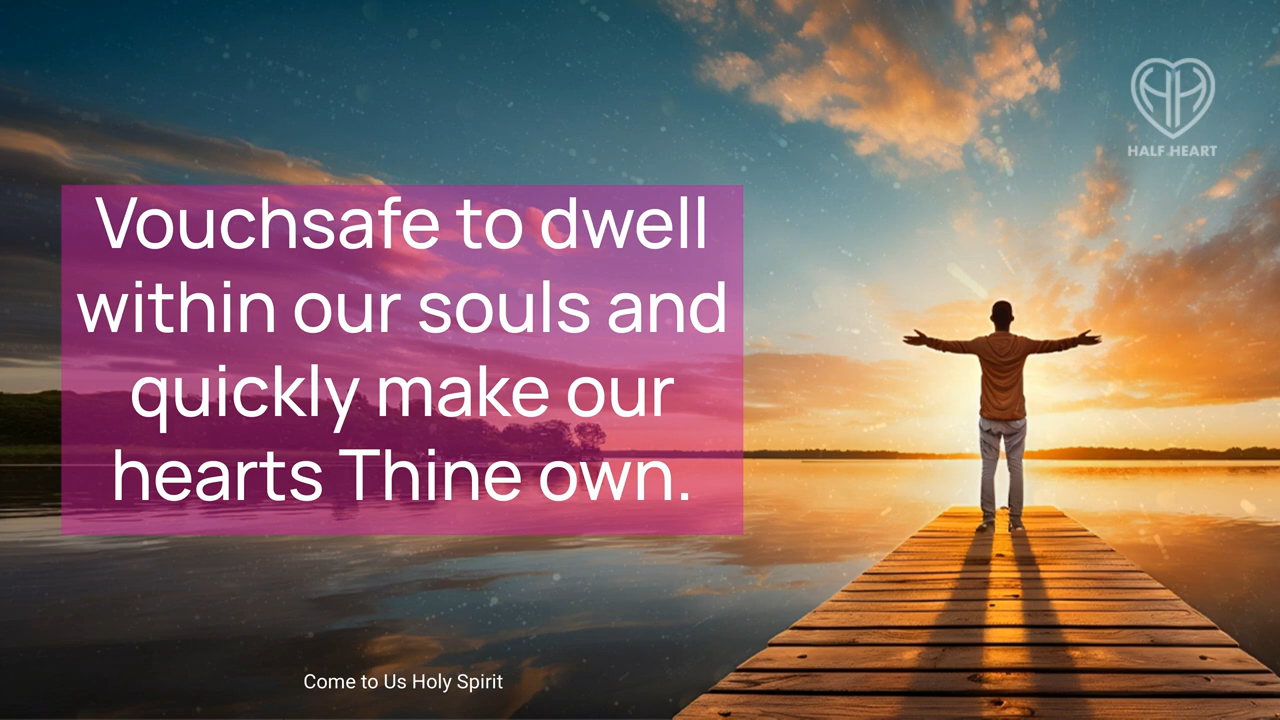 HALF HEART
Vouchsafe to dwell
within our souls and
quickly make our
hearts Thine own.
Come to Us Holy Spirit